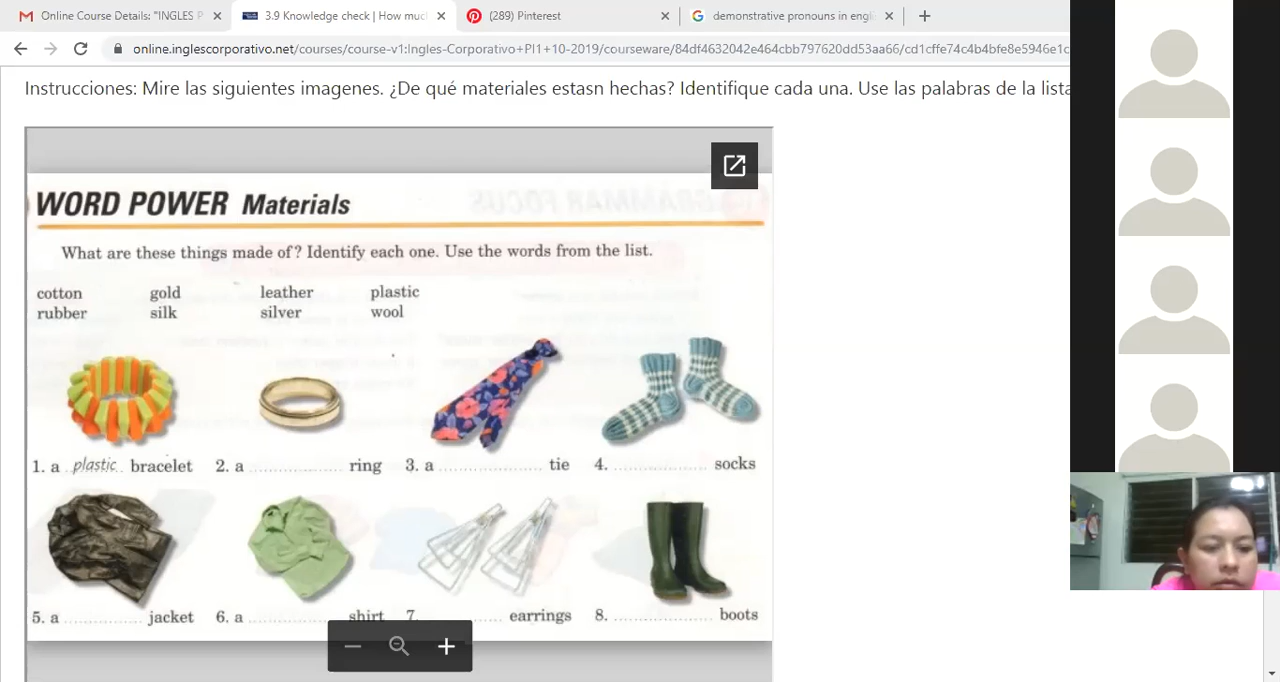 Online Course Details: "INGLES P
3.9 Knowledge check | How muc
(289) Pinterest
demonstrative pronouns in engli
online.inglescorporativo.net/courses/course-v1:Ingles-Corporativo+PI1+10-2019/courseware/84df4632042e464cbb797620dd53aa66/cd1cffe74c4b4bfe8e5946e1c
Instrucciones: Mire las siguientes imagenes. ¿De qué materiales estasn hechas? Identifique cada una. Use las palabras de la lista
WORD POWER Materials
What are these things made of? Identify each one. Use the words from the list.
cotton gold leather plastic
rubber silk silver wool
1. a ..plastic.. bracelet 2. a .................... ring 3. a .................... tie 4. .................... socks
5. a .................... jacket 6. a .................... shirt 7. .................... earrings 8. .................... boots